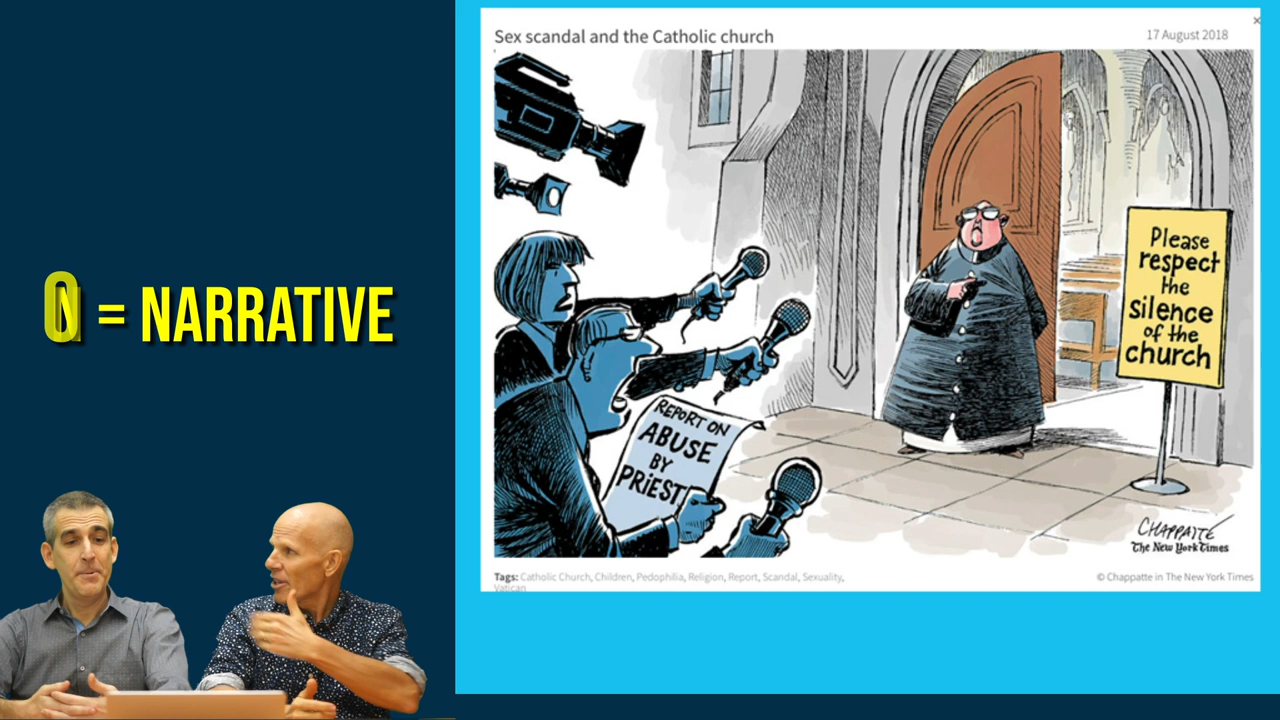 = NARRATIVE
Sex scandal and the Catholic church
17 August 2018
Please
respect
the
silence
of the
church
REPORT ON
ABUSE
BY
PRIEST
CHAPPATTE
The New York Times
Tags: Catholic Church, Children, Pedophilia, Religion, Report, Scandal, Sexuality,
Vatican
© Chappatte in The New York Times